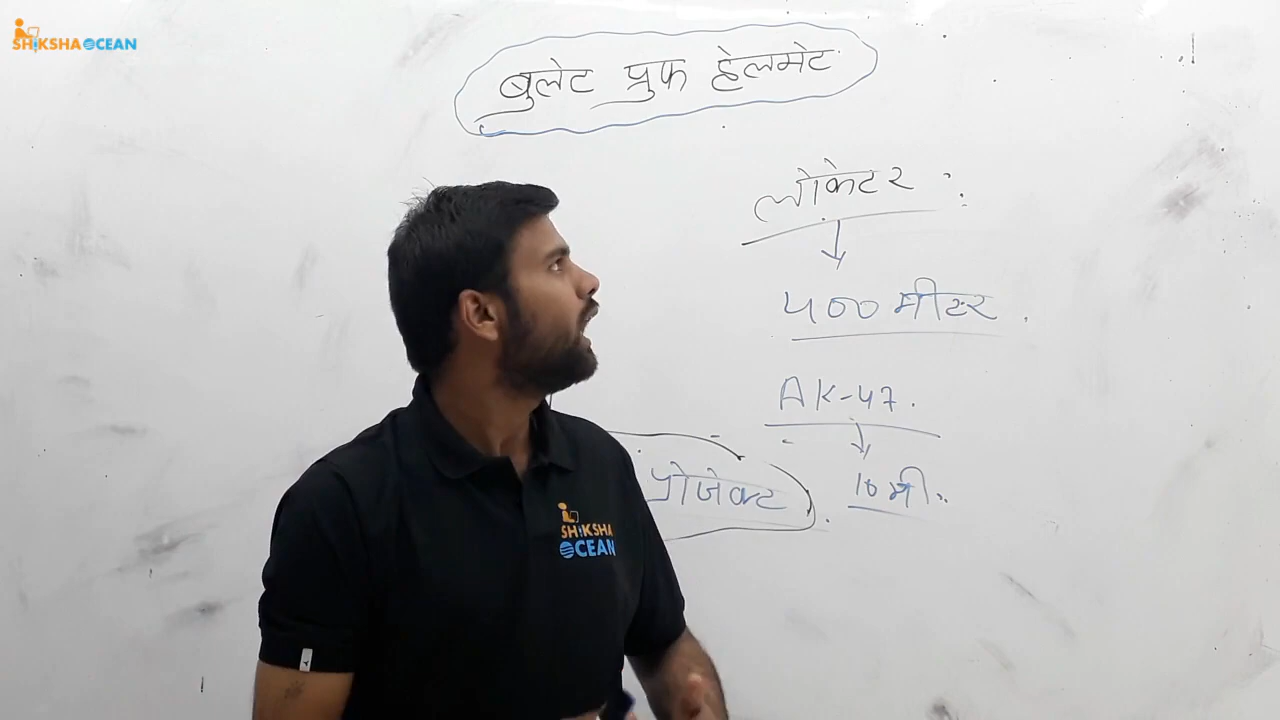 SHIKSHA OCEAN
बुलेट प्रुफ हेलमेट
लोकेटर :
400 मीटर .
AK-47.
10 मी.
प्रोजेक्ट
SHIKSHA
OCEAN